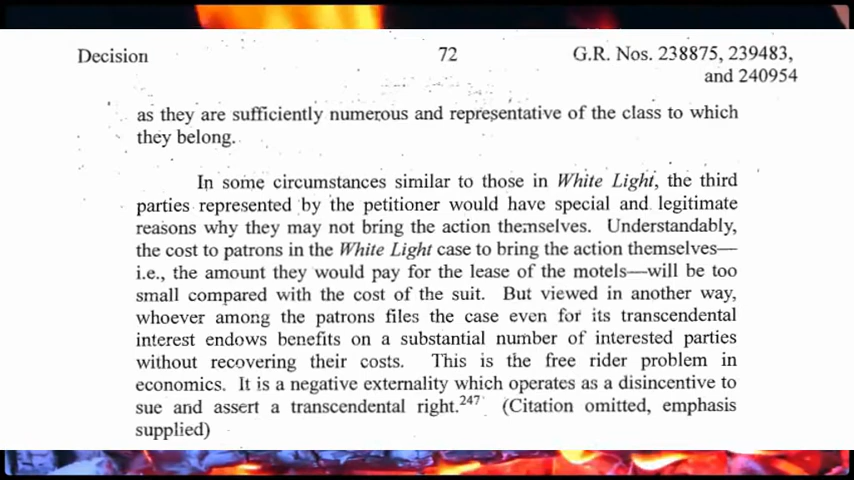 Decision 72 G.R. Nos. 238875, 239483,
and 240954
as they are sufficiently numerous and representative of the class to which
they belong.
In some circumstances similar to those in White Light, the third
parties represented by the petitioner would have special and legitimate
reasons why they may not bring the action themselves. Understandably,
the cost to patrons in the White Light case to bring the action themselves—
i.e., the amount they would pay for the lease of the motels—will be too
small compared with the cost of the suit. But viewed in another way,
whoever among the patrons files the case even for its transcendental
interest endows benefits on a substantial number of interested parties
without recovering their costs. This is the free rider problem in
economics. It is a negative externality which operates as a disincentive to
sue and assert a transcendental right.247 (Citation omitted, emphasis
supplied)